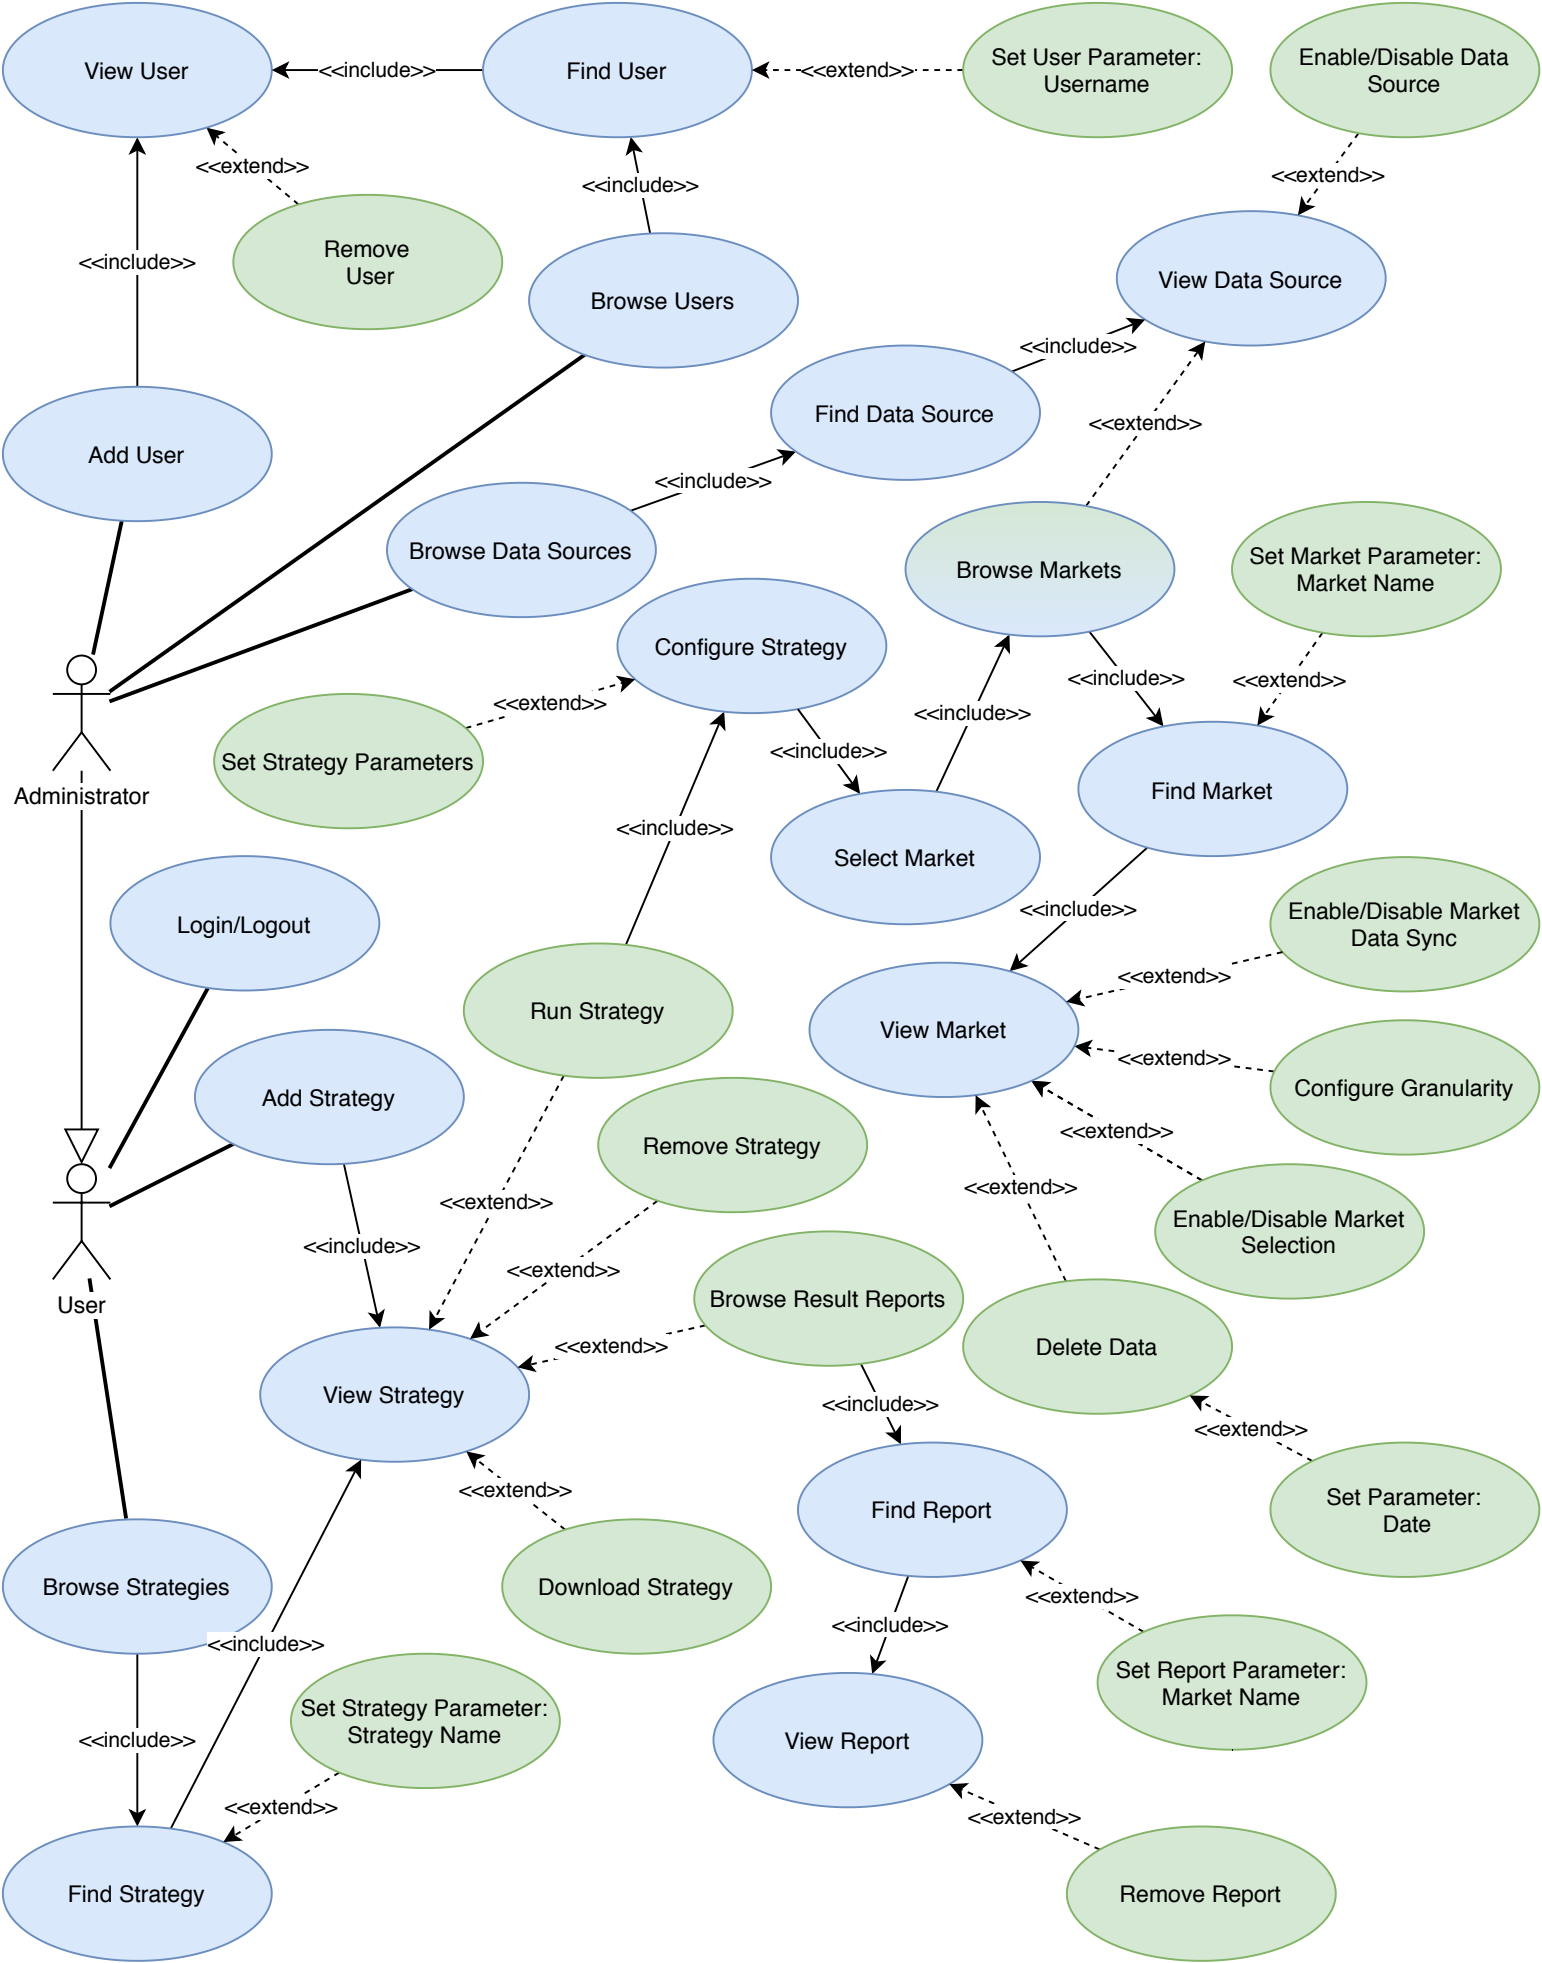 View User
<<include>>
Find User
<<extend>>
Set User Parameter:
Username
Enable/Disable Data
Source
<<extend>>
<<include>>
<<extend>>
Remove
User
<<include>>
Browse Users
View Data Source
<<include>>
Find Data Source
<<extend>>
Add User
<<include>>
Browse Data Sources
Browse Markets
Set Market Parameter:
Market Name
Configure Strategy
<<extend>>
<<include>>
<<extend>>
<<include>>
Set Strategy Parameters
<<include>>
Administrator
Find Market
<<include>>
Select Market
Login/Logout
<<include>>
Enable/Disable Market
Data Sync
<<extend>>
Run Strategy
View Market
<<extend>>
Configure Granularity
Add Strategy
<<extend>>
Remove Strategy
<<extend>>
<<extend>>
Enable/Disable Market
Selection
<<include>>
<<extend>>
User
Browse Result Reports
<<extend>>
Delete Data
View Strategy
<<include>>
<<extend>>
<<extend>>
Find Report
Set Parameter:
Date
Browse Strategies
Download Strategy
<<extend>>
<<include>>
<<include>>
Set Report Parameter:
Market Name
Set Strategy Parameter:
Strategy Name
<<include>>
View Report
<<extend>>
<<extend>>
Find Strategy
Remove Report